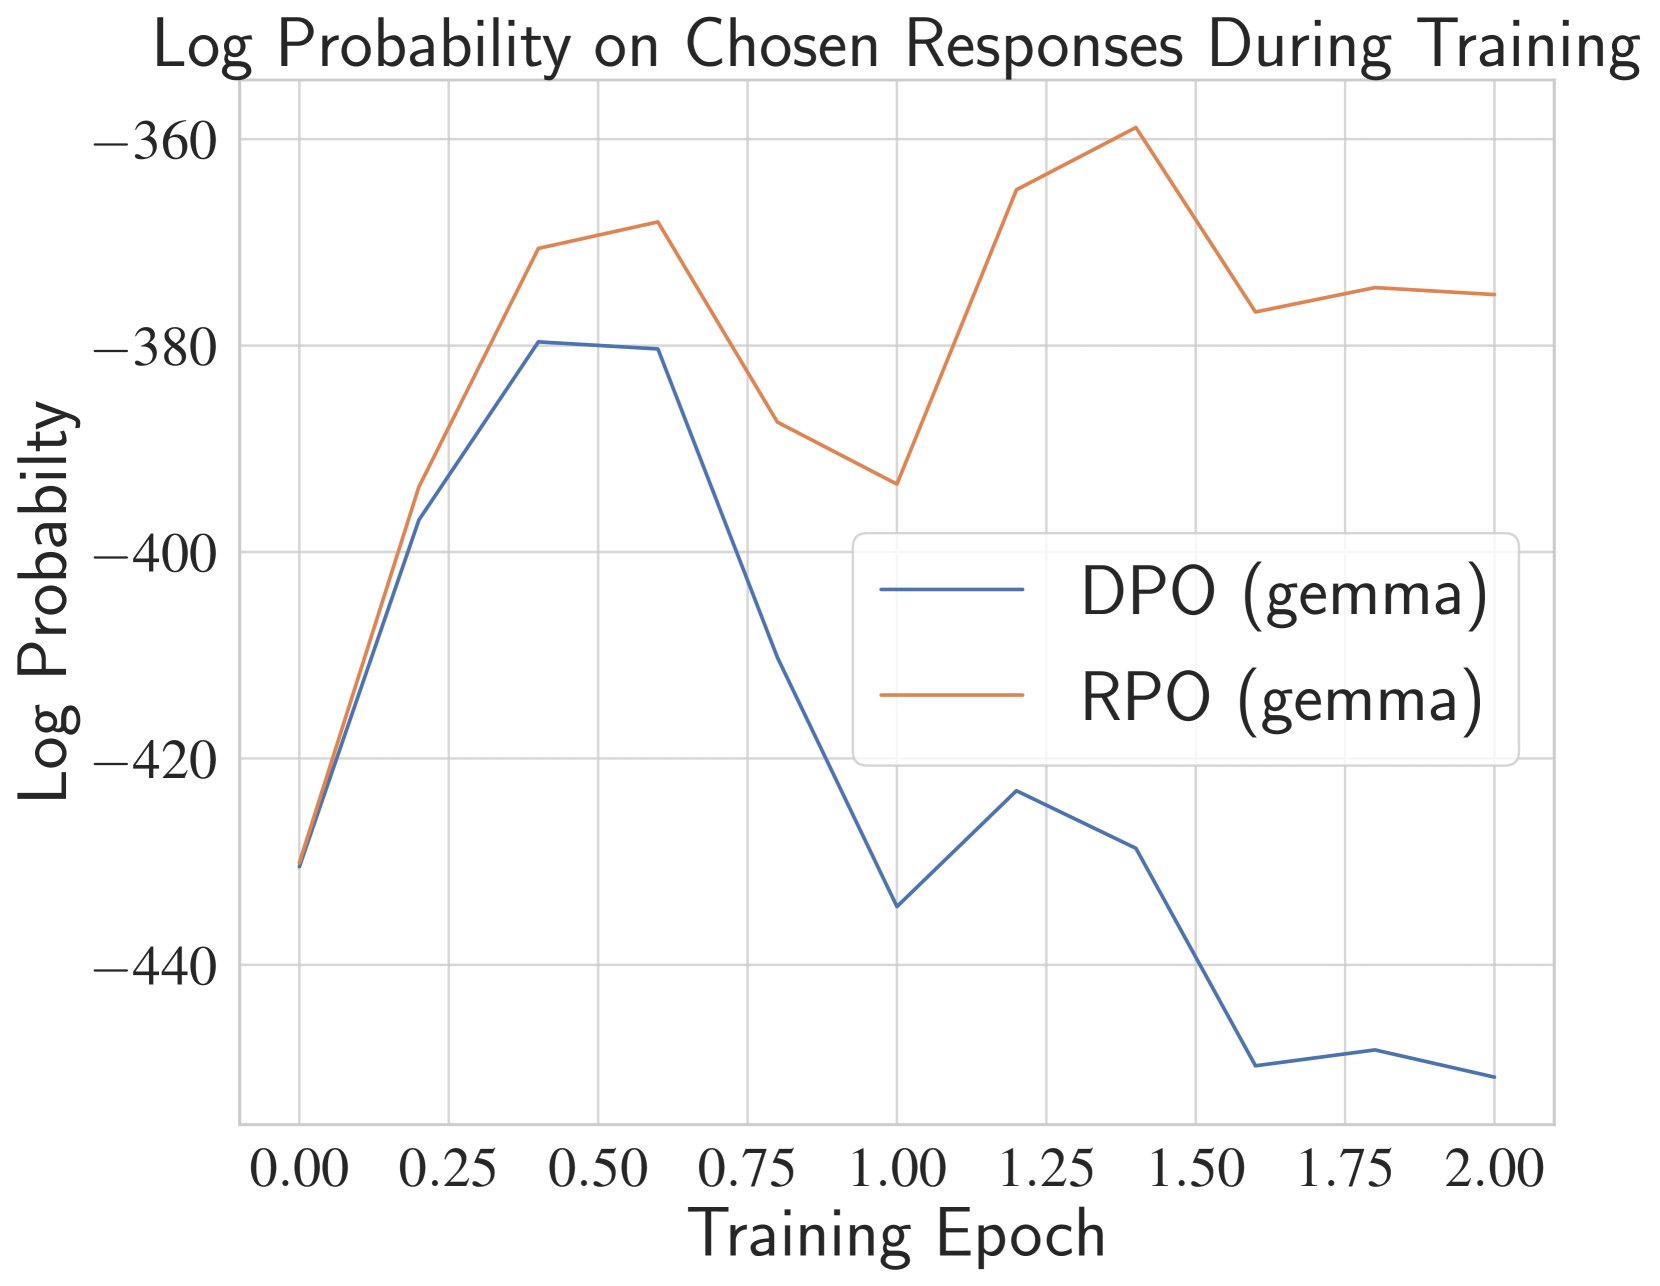 Log Probability on Chosen Responses During Training
−360
−380
−400
−420
−440
Log Probabilty
DPO (gemma)
RPO (gemma)
0.00 0.25 0.50 0.75 1.00 1.25 1.50 1.75 2.00
Training Epoch